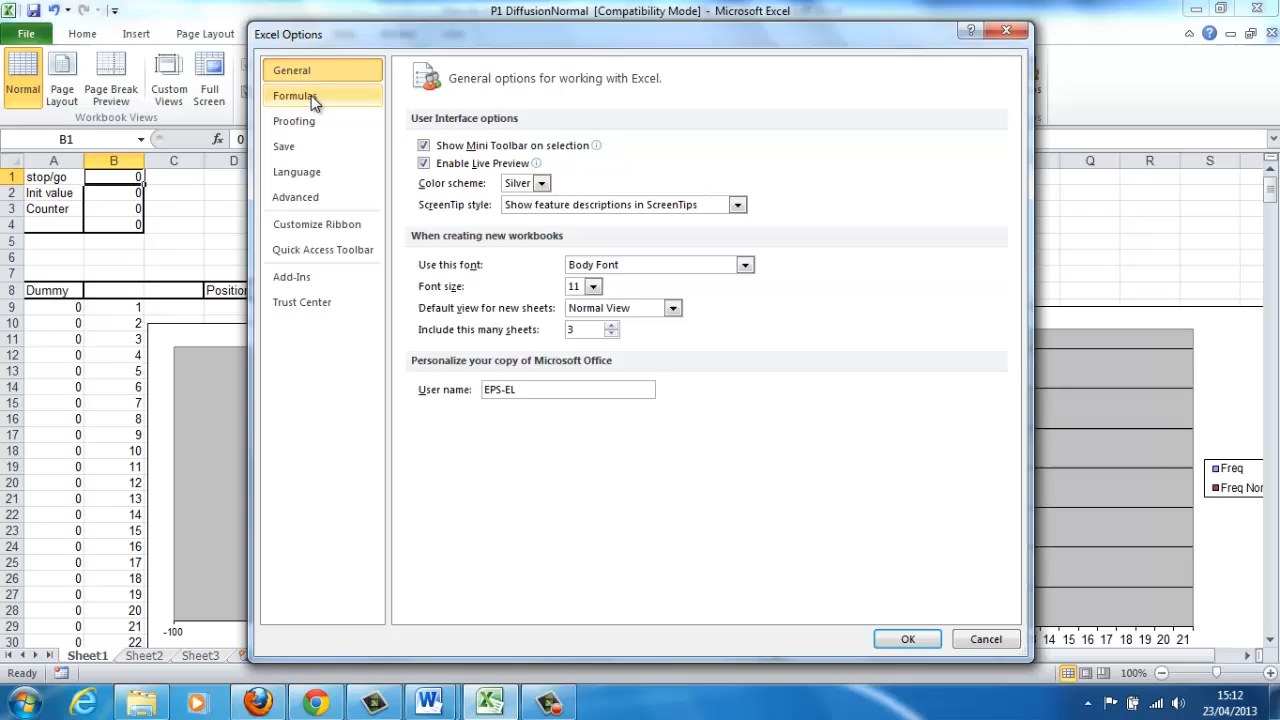 P1 DiffusionNormal [Compatibility Mode] - Microsoft Excel
File Home Insert Page Layout
Normal Page Layout Page Break Preview Custom Views Full Screen
Workbook Views
B1 fx 0
A B C D Q R S
1 stop/go 0
2 Init value 0
3 Counter 0
4 0
5
6
7
8 Dummy Position
9 0 1
10 0 2
11 0 3
12 0 4
13 0 5
14 0 6
15 0 7
16 0 8
17 0 9
18 0 10
19 0 11
20 0 12
21 0 13
22 0 14
23 0 15
24 0 16
25 0 17
26 0 18
27 0 19
28 0 20
29 0 21
30 0 22
-100
Excel Options
General
Formulas
Proofing
Save
Language
Advanced
Customize Ribbon
Quick Access Toolbar
Add-Ins
Trust Center
General options for working with Excel.
User Interface options
Show Mini Toolbar on selection
Enable Live Preview
Color scheme: Silver
ScreenTip style: Show feature descriptions in ScreenTips
When creating new workbooks
Use this font: Body Font
Font size: 11
Default view for new sheets: Normal View
Include this many sheets: 3
Personalize your copy of Microsoft Office
User name: EPS-EL
OK Cancel
Freq
Freq Nor
14 15 16 17 18 19 20 21
Sheet1 Sheet2 Sheet3
Ready 100%
15:12
23/04/2013